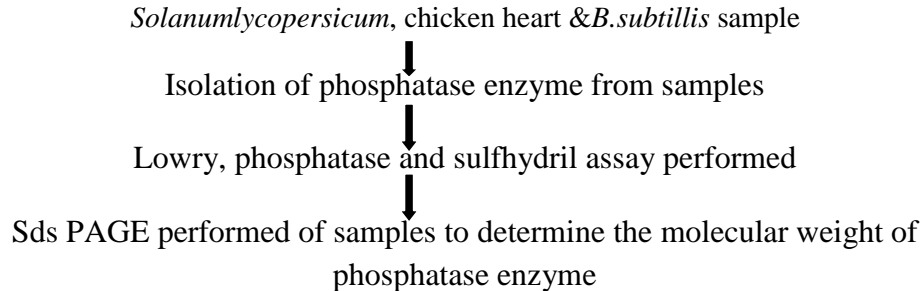 Solanumlycopersicum, chicken heart &B.subtillis sample
Isolation of phosphatase enzyme from samples
Lowry, phosphatase and sulfhydril assay performed
Sds PAGE performed of samples to determine the molecular weight of
phosphatase enzyme